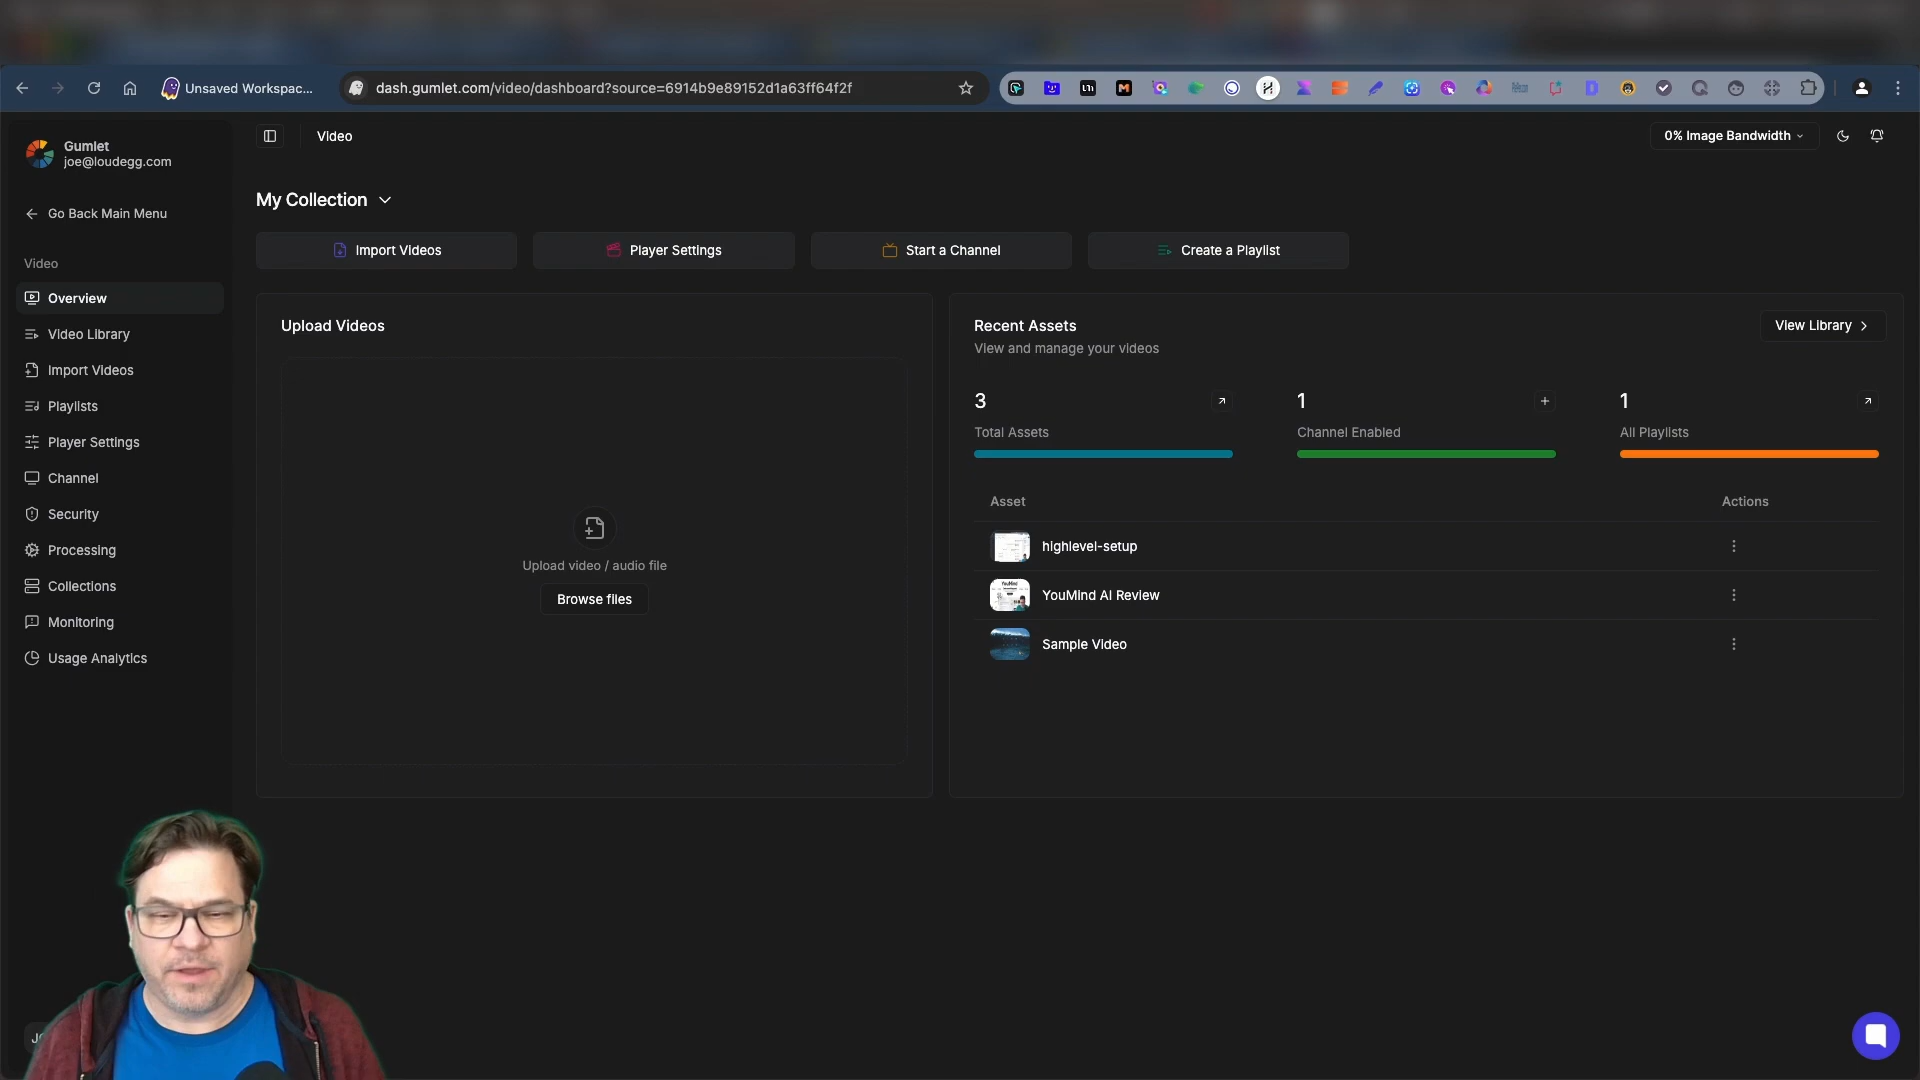 Unsaved Workspac...
dash.gumlet.com/video/dashboard?source=6914b9e89152d1a63ff64f2f
Gumlet
joe@loudegg.com
Video
0% Image Bandwidth
Go Back Main Menu
My Collection
Import Videos
Player Settings
Start a Channel
Create a Playlist
Video
Overview
Video Library
Import Videos
Playlists
Player Settings
Channel
Security
Processing
Collections
Monitoring
Usage Analytics
Upload Videos
Upload video / audio file
Browse files
Recent Assets
View and manage your videos
View Library
3
Total Assets
1
Channel Enabled
1
All Playlists
Asset
Actions
highlevel-setup
YouMind AI Review
Sample Video